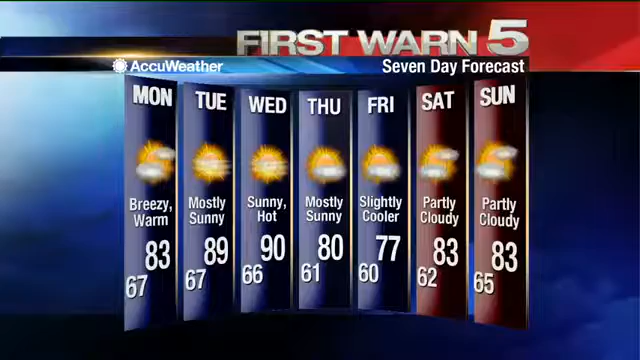 FIRST WARN 5
AccuWeather
Seven Day Forecast
MON TUE WED THU FRI SAT SUN
Breezy, Warm
Mostly Sunny
Sunny, Hot
Mostly Sunny
Slightly Cooler
Partly Cloudy
Partly Cloudy
83 89 90 80 77 83 83
67 67 66 61 60 62 65